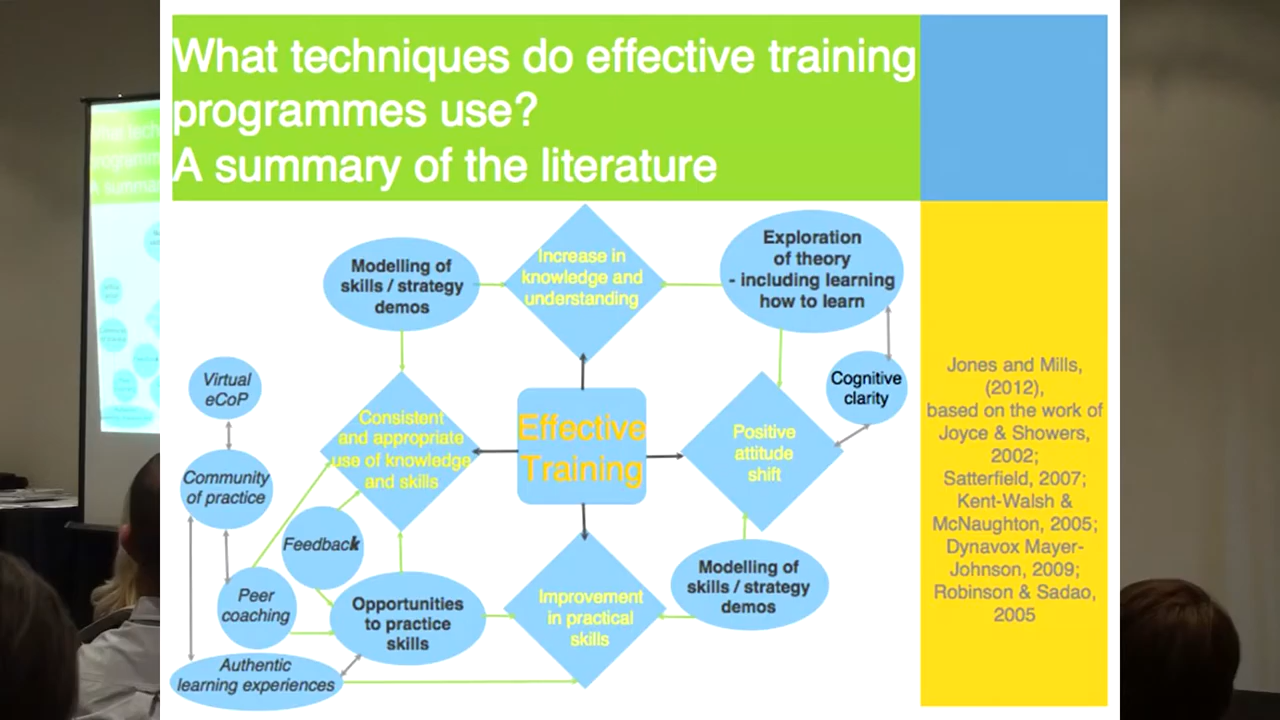 What techniques do effective training
programmes use?
A summary of the literature
Modelling of
skills / strategy
demos
Increase in
knowledge and
understanding
Exploration
of theory
- including learning
how to learn
Cognitive
clarity
Virtual
eCoP
Consistent
and appropriate
use of knowledge
and skills
Effective
Training
Positive
attitude
shift
Community
of practice
Feedback
Peer
coaching
Opportunities
to practice
skills
Improvement
in practical
skills
Modelling of
skills / strategy
demos
Authentic
learning experiences
Jones and Mills,
(2012),
based on the work of
Joyce & Showers,
2002;
Satterfield, 2007;
Kent-Walsh &
McNaughton, 2005;
Dynavox Mayer-
Johnson, 2009;
Robinson & Sadao,
2005